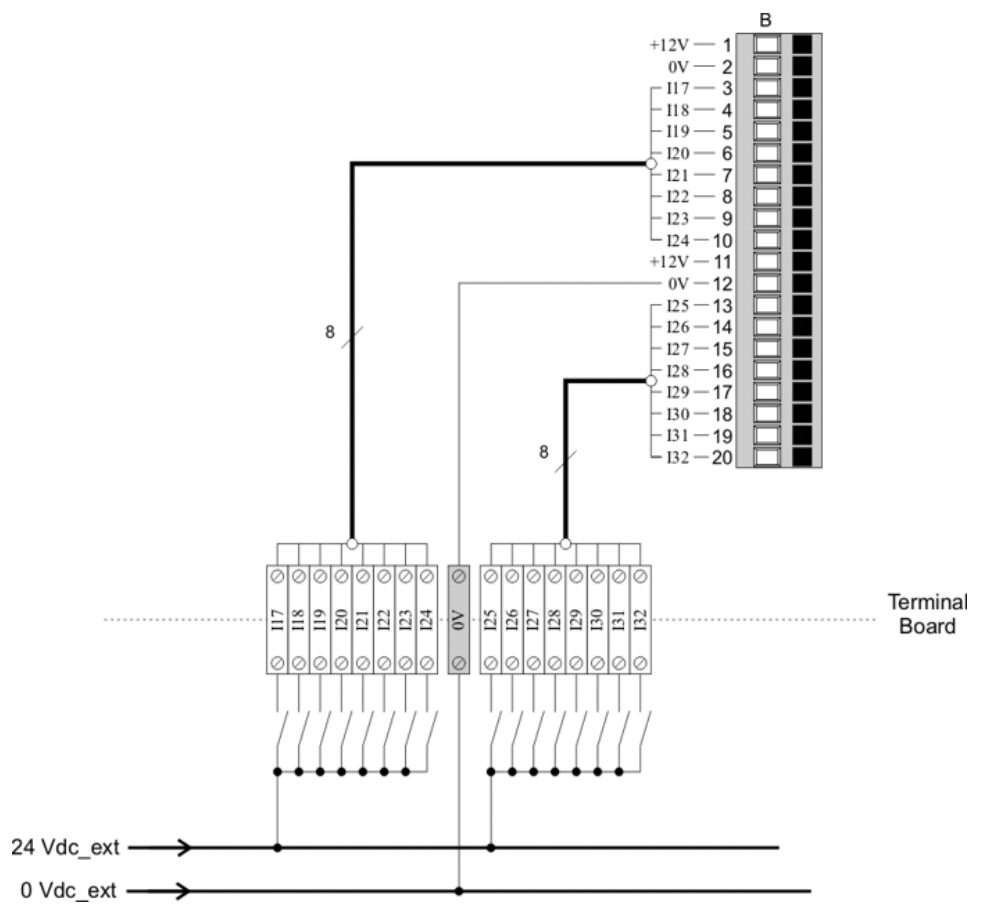 B
+12V 1
0V 2
I17 3
I18 4
I19 5
I20 6
I21 7
I22 8
I23 9
I24 10
+12V 11
0V 12
I25 13
I26 14
I27 15
I28 16
I29 17
I30 18
I31 19
I32 20
8
8
I17 I18 I19 I20 I21 I22 I23 I24 0V I25 I26 I27 I28 I29 I30 I31 I32
Terminal
Board
24 Vdc_ext
0 Vdc_ext